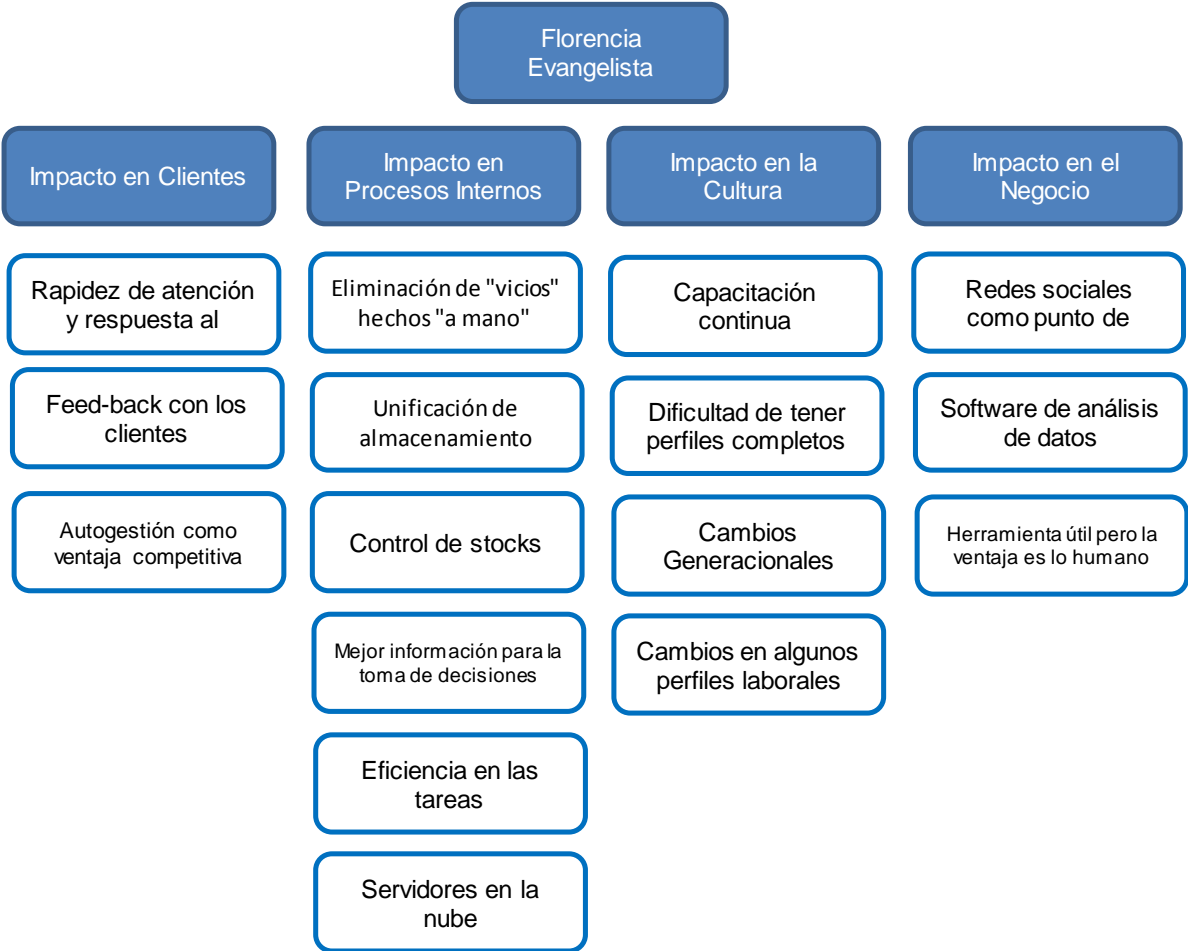 Florencia
Evangelista
Impacto en Clientes
Rapidez de atención
y respuesta al
Feed-back con los
clientes
Autogestión como
ventaja competitiva
Impacto en
Procesos Internos
Eliminación de "vicios"
hechos "a mano"
Unificación de
almacenamiento
Control de stocks
Mejor información para la
toma de decisiones
Eficiencia en las
tareas
Servidores en la
nube
Impacto en la
Cultura
Capacitación
continua
Dificultad de tener
perfiles completos
Cambios
Generacionales
Cambios en algunos
perfiles laborales
Impacto en el
Negocio
Redes sociales
como punto de
Software de análisis
de datos
Herramienta útil pero la
ventaja es lo humano